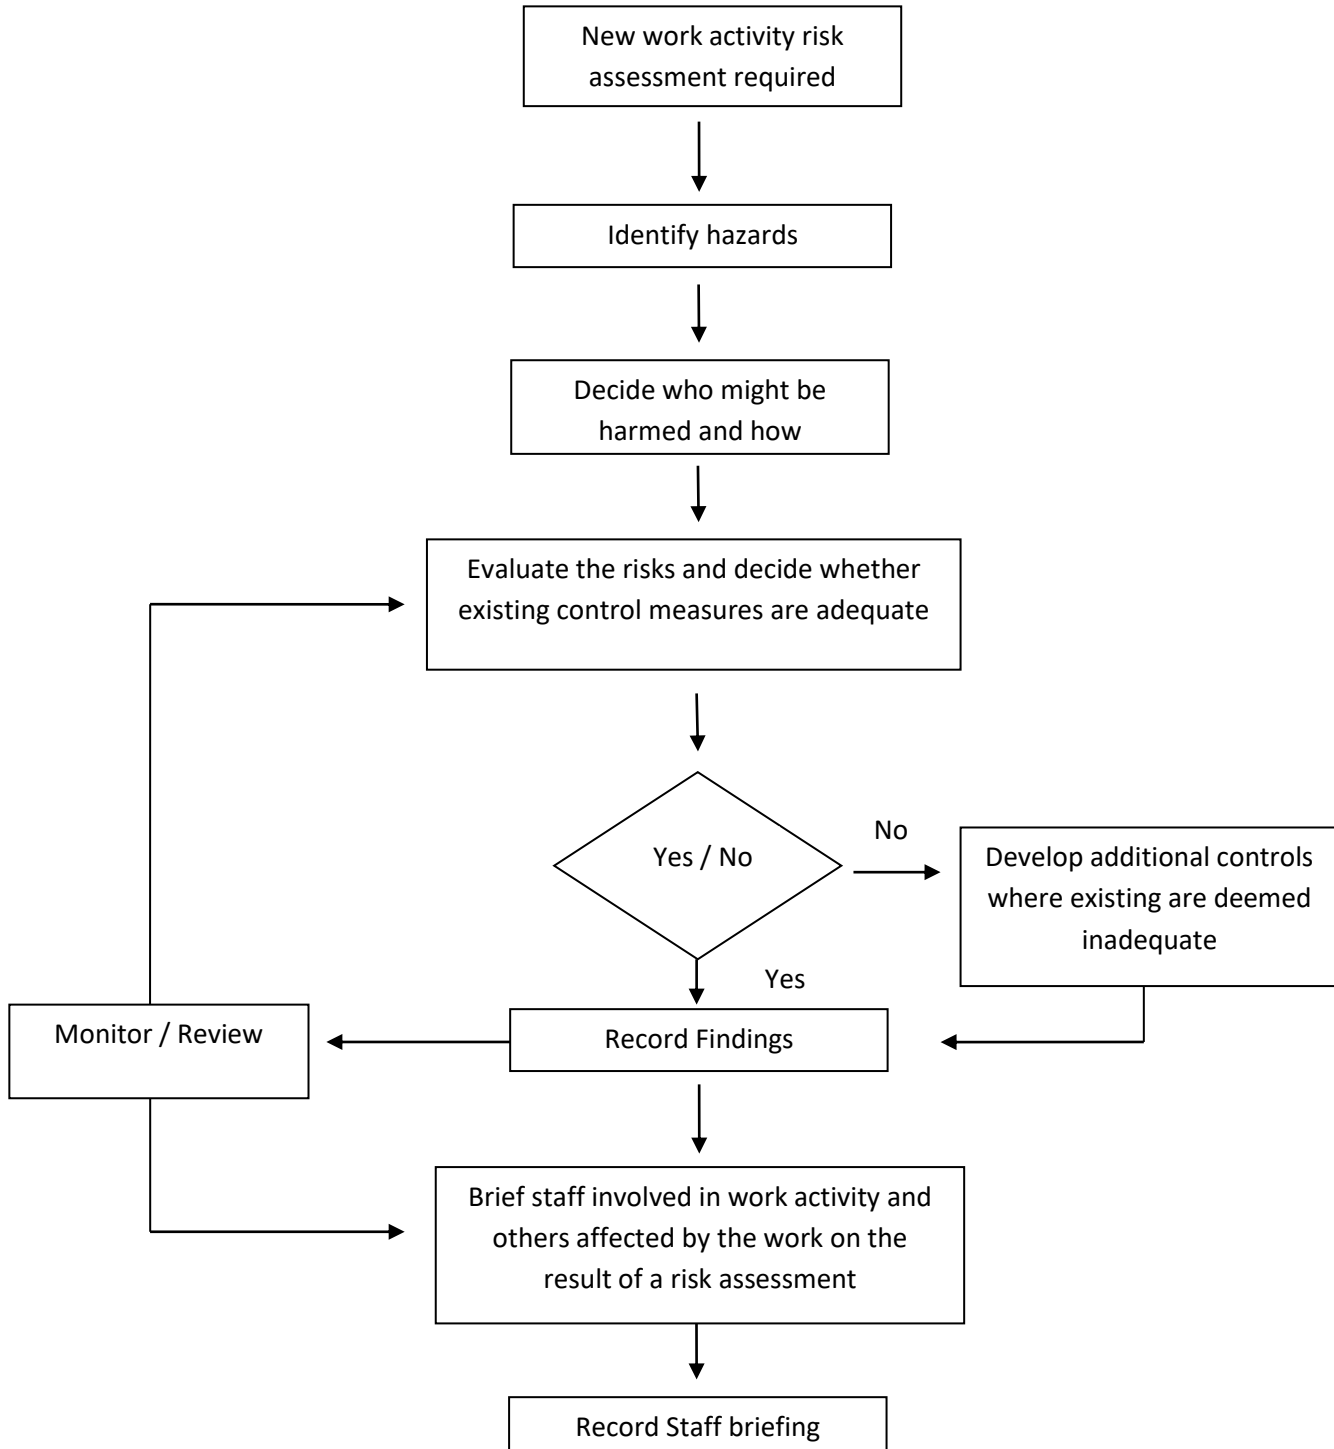 New work activity risk
assessment required
Identify hazards
Decide who might be
harmed and how
Evaluate the risks and decide whether
existing control measures are adequate
Yes / No
No
Develop additional controls
where existing are deemed
inadequate
Yes
Monitor / Review
Record Findings
Brief staff involved in work activity and
others affected by the work on the
result of a risk assessment
Record Staff briefing